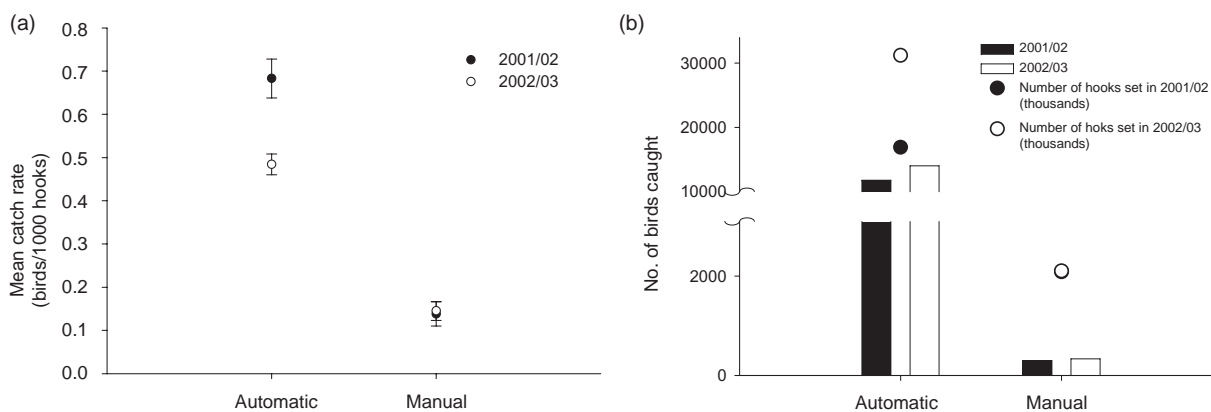 (a)
0.8
0.7
0.6
0.5
0.4
0.3
0.2
0.1
0.0
Mean catch rate
(birds/1000 hooks)
2001/02
2002/03
Automatic
Manual
(b)
30000
20000
10000
2000
0
No. of birds caught
2001/02
2002/03
Number of hooks set in 2001/02
(thousands)
Number of hoks set in 2002/03
(thousands)
Automatic
Manual